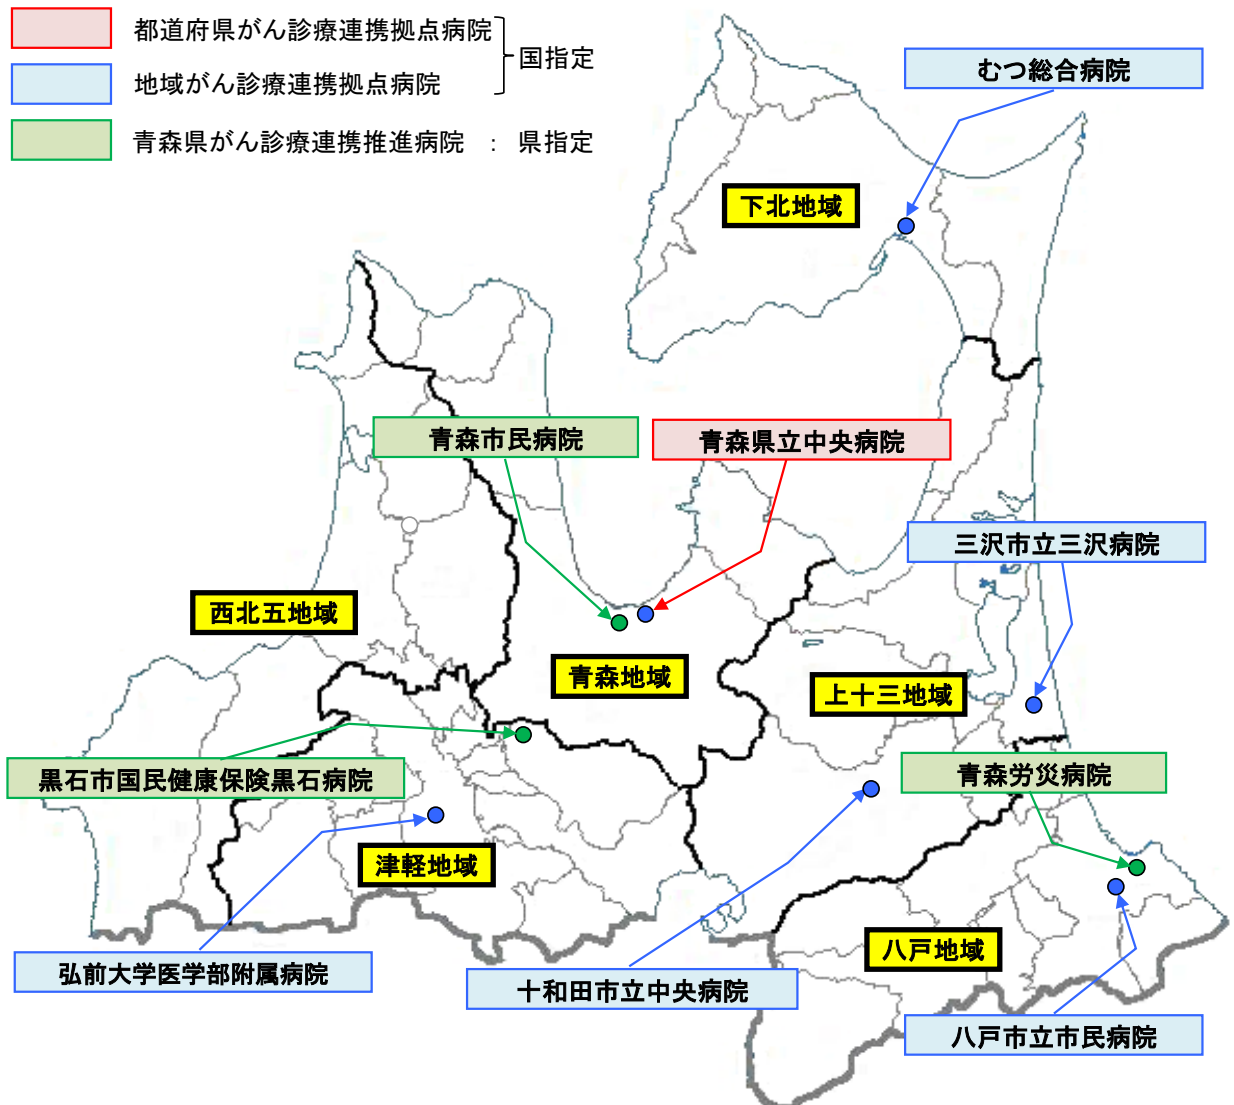 都道府県がん診療連携拠点病院
国指定
地域がん診療連携拠点病院
青森県がん診療連携推進病院 : 県指定
むつ総合病院
下北地域
青森市民病院
青森県立中央病院
三沢市立三沢病院
西北五地域
青森地域
上十三地域
黒石市国民健康保険黒石病院
青森労災病院
津軽地域
八戸地域
弘前大学医学部附属病院
十和田市立中央病院
八戸市立市民病院